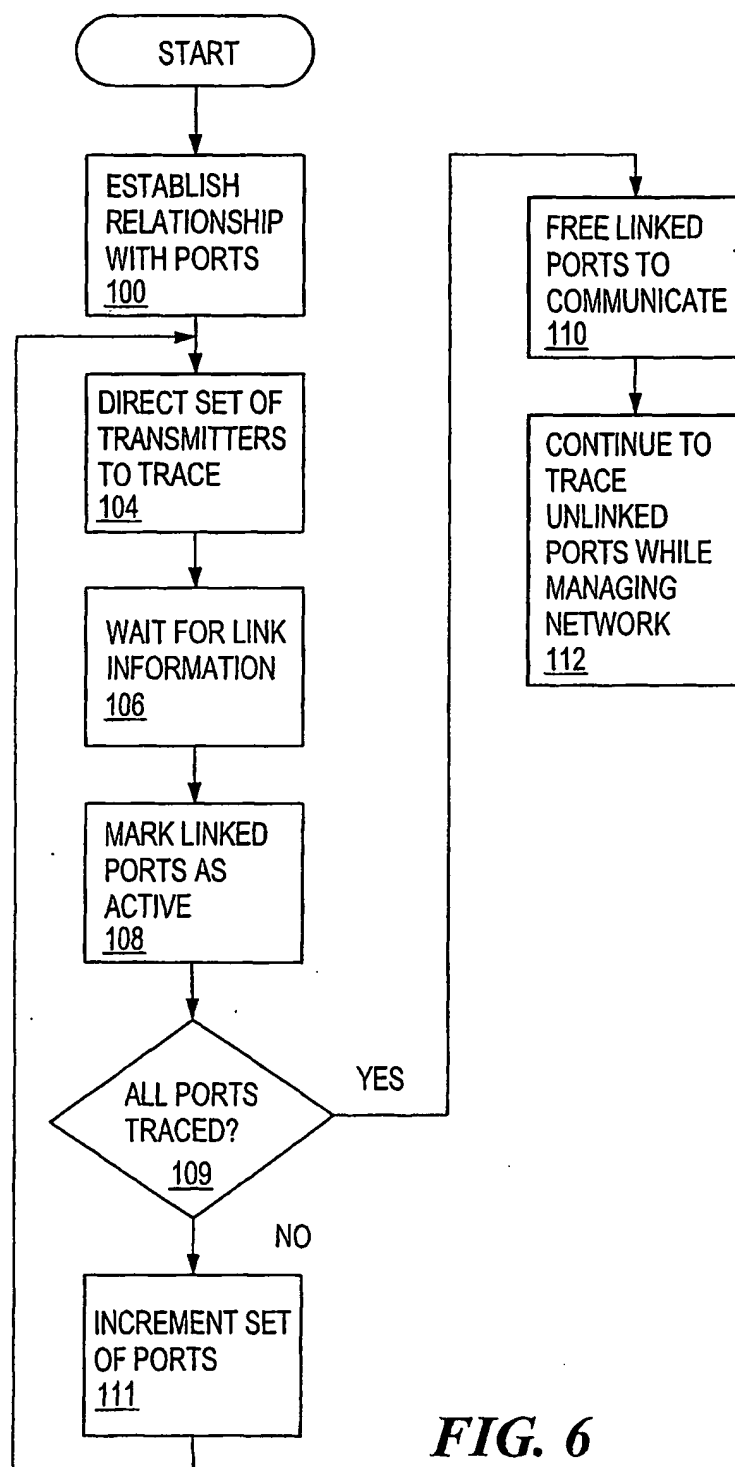 START
ESTABLISH
RELATIONSHIP
WITH PORTS
100
DIRECT SET OF
TRANSMITTERS
TO TRACE
104
WAIT FOR LINK
INFORMATION
106
MARK LINKED
PORTS AS
ACTIVE
108
ALL PORTS
TRACED?
109
YES
NO
INCREMENT SET
OF PORTS
111
FREE LINKED
PORTS TO
COMMUNICATE
110
CONTINUE TO
TRACE
UNLINKED
PORTS WHILE
MANAGING
NETWORK
112
FIG. 6